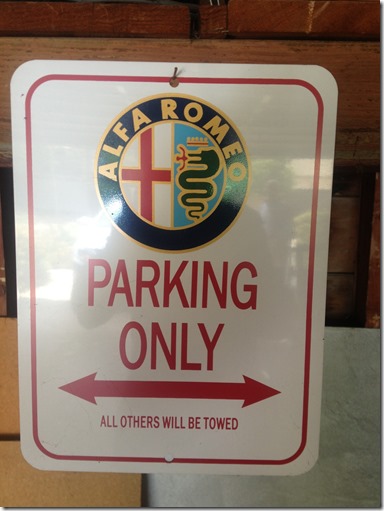 ALFA ROMEO
PARKING
ONLY
ALL OTHERS WILL BE TOWED